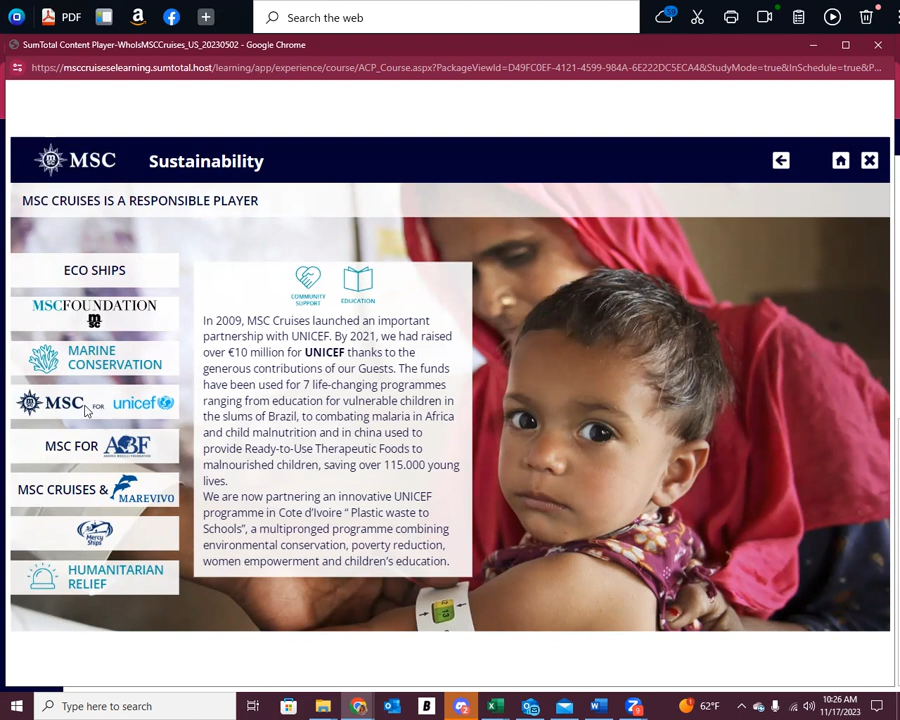 PDF
Search the web
SumTotal Content Player-WhoIsMSCCruises_US_20230502 - Google Chrome
https://msccruiseselearning.sumtotal.host/learning/app/experience/course/ACP_Course.aspx?PackageViewId=D49FC0EF-4121-4599-984A-6E222DC5ECA4&StudyMode=true&InSchedule=true&P...
MSC Sustainability
MSC CRUISES IS A RESPONSIBLE PLAYER
ECO SHIPS
MSCFOUNDATION
msc
MARINE
CONSERVATION
MSC FOR unicef
MSC FOR ABF
MSC CRUISES & MAREVIVO
Mercy
Ships
HUMANITARIAN
RELIEF
COMMUNITY
SUPPORT
EDUCATION
In 2009, MSC Cruises launched an important
partnership with UNICEF. By 2021, we had raised
over €10 million for UNICEF thanks to the
generous contributions of our Guests. The funds
have been used for 7 life-changing programmes
ranging from education for vulnerable children in
the slums of Brazil, to combating malaria in Africa
and child malnutrition and in china used to
provide Ready-to-Use Therapeutic Foods to
malnourished children, saving over 115.000 young
lives.
We are now partnering an innovative UNICEF
programme in Cote d'Ivoire " Plastic waste to
Schools", a multipronged programme combining
environmental conservation, poverty reduction,
women empowerment and children's education.
Type here to search
62°F
10:26 AM
11/17/2023